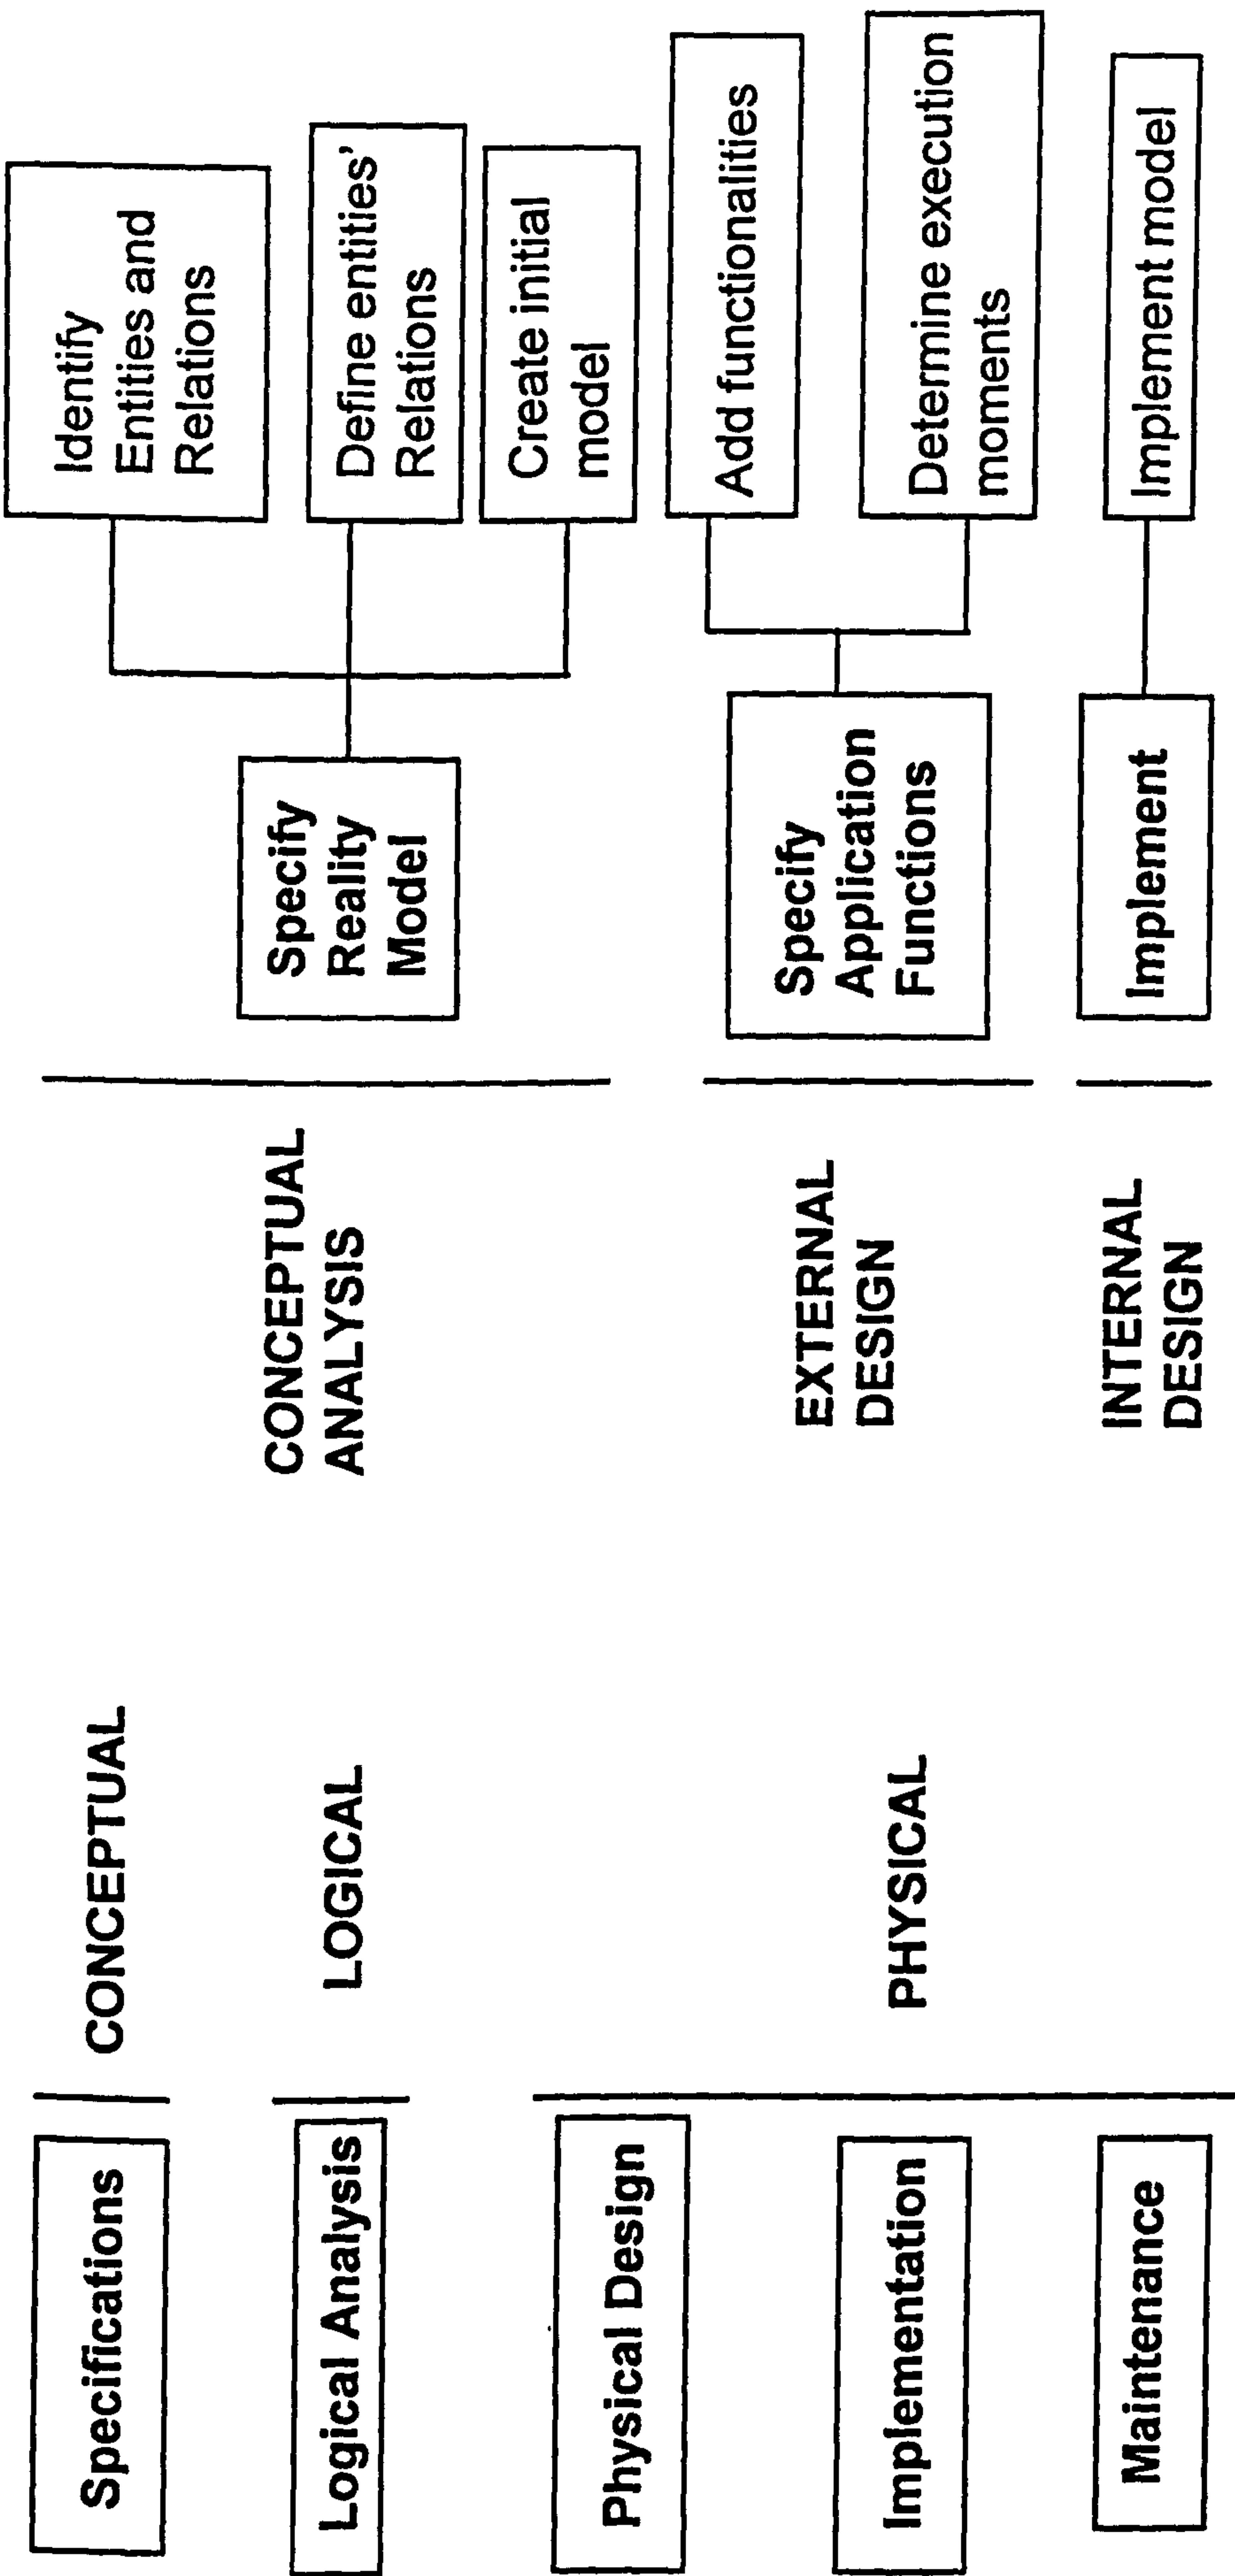 Specifications
Logical Analysis
Physical Design
Implementation
Maintenance
CONCEPTUAL
LOGICAL
PHYSICAL
CONCEPTUAL
ANALYSIS
EXTERNAL
DESIGN
INTERNAL
DESIGN
Specify
Reality
Model
Specify
Application
Functions
Implement
Identify
Entities and
Relations
Define entities'
Relations
Create initial
model
Add functionalities
Determine execution
moments
Implement model